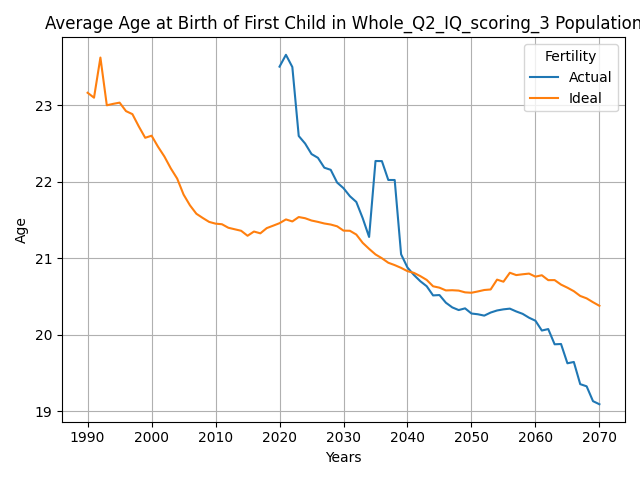 Average Age at Birth of First Child in Whole_Q2_IQ_scoring_3 Population
Fertility
Actual
Ideal
Age
23
22
21
20
19
1990 2000 2010 2020 2030 2040 2050 2060 2070
Years